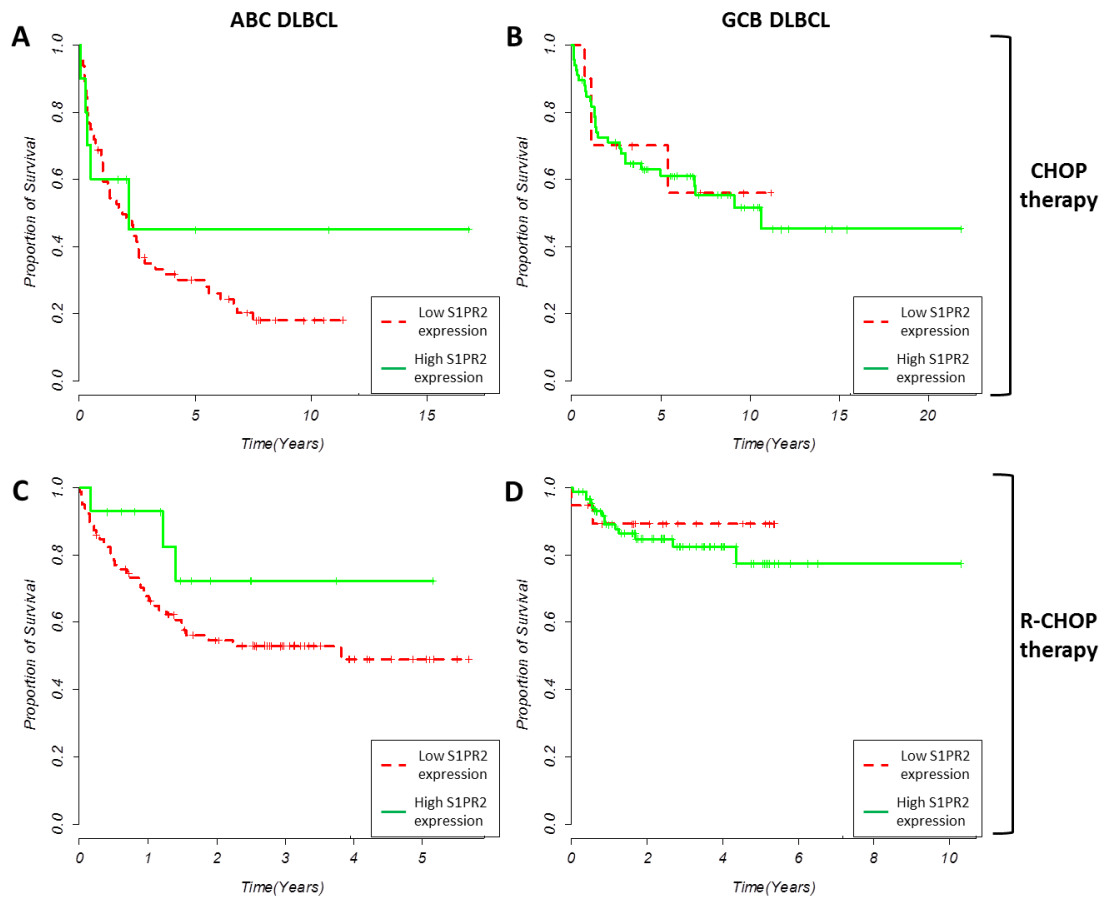 ABC DLBCL
GCB DLBCL
A
B
Proportion of Survival
1.0
0.8
0.6
0.4
0.2
0.0
Low S1PR2
expression
High S1PR2
expression
0 5 10 15
Time(Years)
Proportion of Survival
1.0
0.8
0.6
0.4
0.2
0.0
Low S1PR2
expression
High S1PR2
expression
0 5 10 15 20
Time(Years)
CHOP
therapy
C
D
Proportion of Survival
1.0
0.8
0.6
0.4
0.2
0.0
Low S1PR2
expression
High S1PR2
expression
0 1 2 3 4 5
Time(Years)
Proportion of Survival
1.0
0.8
0.6
0.4
0.2
0.0
Low S1PR2
expression
High S1PR2
expression
0 2 4 6 8 10
Time(Years)
R-CHOP
therapy